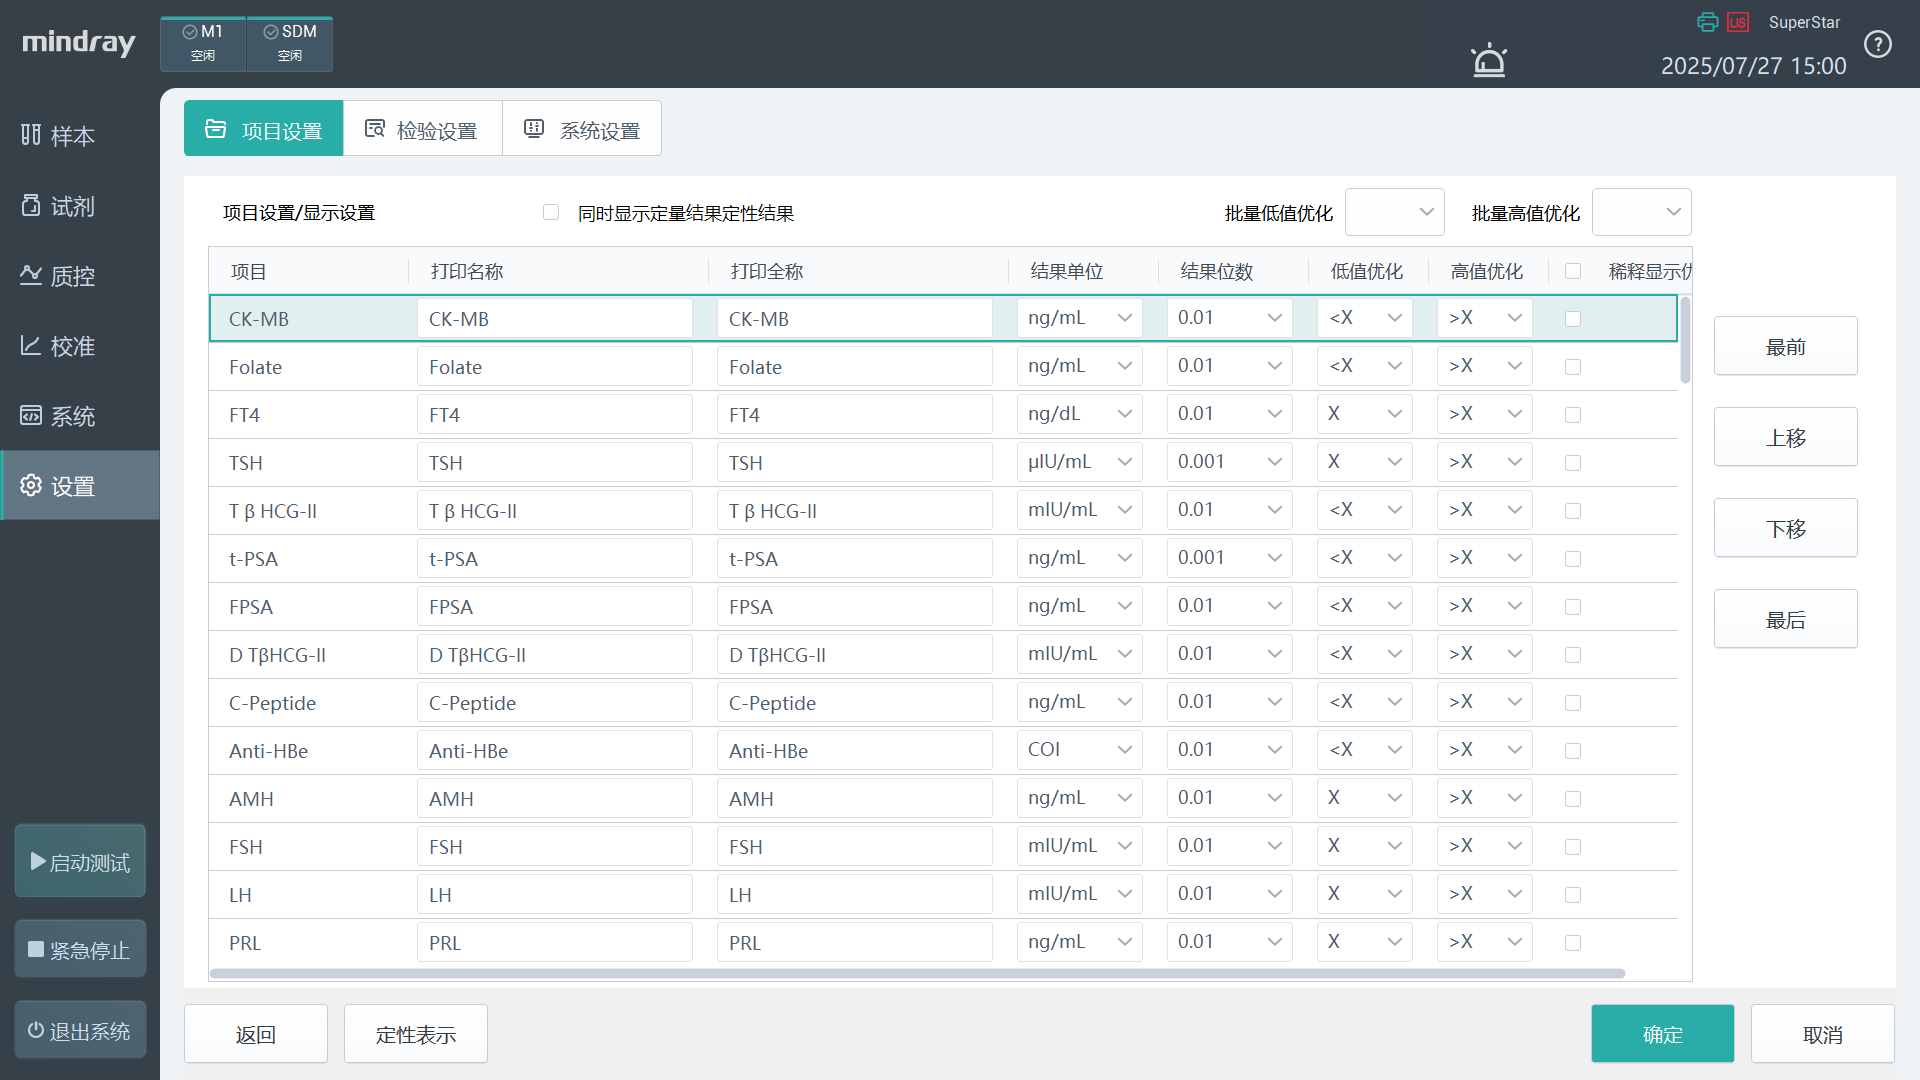 mindray
M1
空闲
SDM
空闲
LIS
SuperStar
2025/07/27 15:00
样本
试剂
质控
校准
系统
设置
启动测试
紧急停止
退出系统
项目设置
检验设置
系统设置
项目设置/显示设置
同时显示定量结果定性结果
批量低值优化
批量高值优化
项目 打印名称 打印全称 结果单位 结果位数 低值优化 高值优化 稀释显示优
CK-MB CK-MB CK-MB ng/mL 0.01 <X >X
Folate Folate Folate ng/mL 0.01 <X >X
FT4 FT4 FT4 ng/dL 0.01 X >X
TSH TSH TSH μIU/mL 0.001 X >X
T β HCG-II T β HCG-II T β HCG-II mIU/mL 0.01 <X >X
t-PSA t-PSA t-PSA ng/mL 0.001 <X >X
FPSA FPSA FPSA ng/mL 0.01 <X >X
D TβHCG-II D TβHCG-II D TβHCG-II mIU/mL 0.01 <X >X
C-Peptide C-Peptide C-Peptide ng/mL 0.01 <X >X
Anti-HBe Anti-HBe Anti-HBe COI 0.01 <X >X
AMH AMH AMH ng/mL 0.01 X >X
FSH FSH FSH mIU/mL 0.01 X >X
LH LH LH mIU/mL 0.01 X >X
PRL PRL PRL ng/mL 0.01 X >X
最前
上移
下移
最后
返回
定性表示
确定
取消